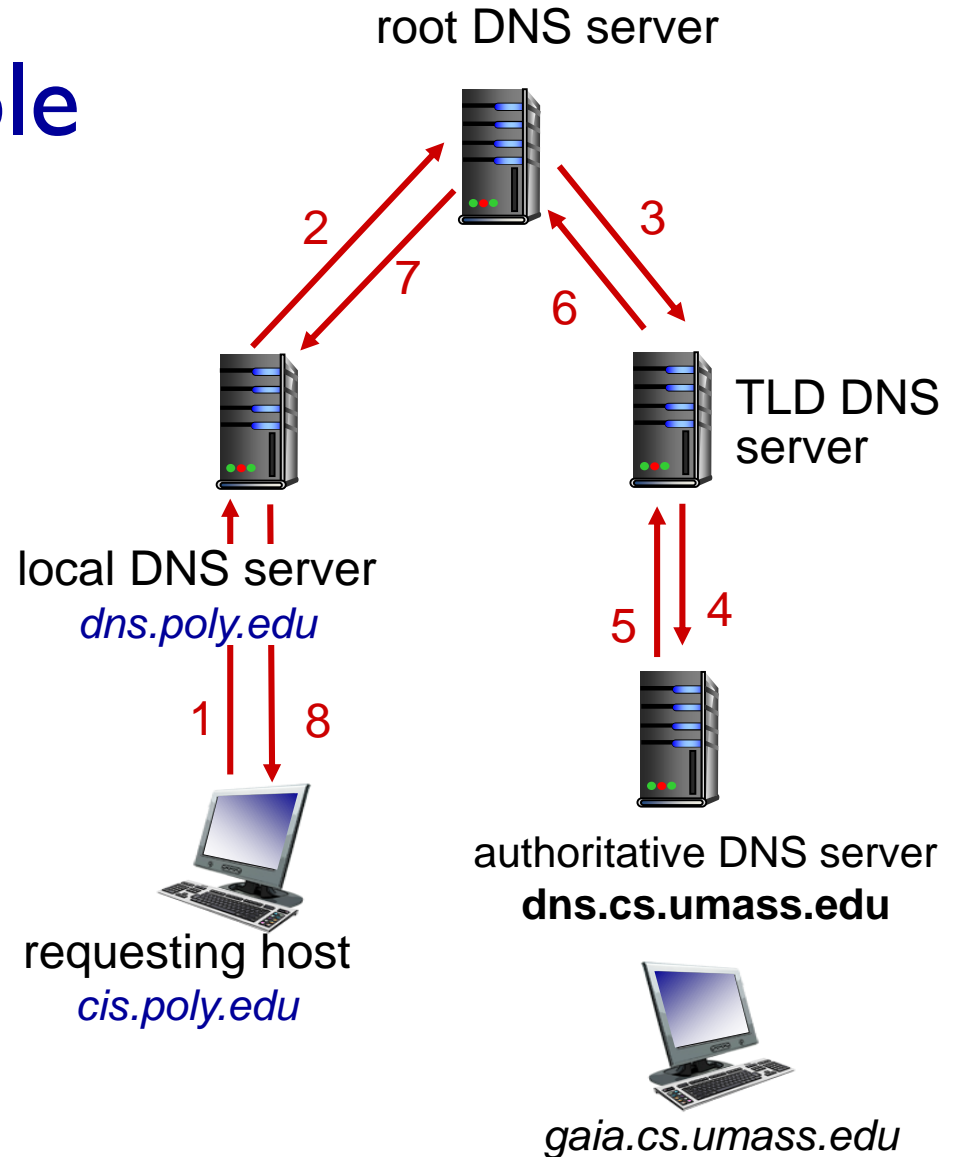 root DNS server
ple
2
3
7
6
TLD DNS
server
local DNS server
dns.poly.edu
5
4
1
8
authoritative DNS server
dns.cs.umass.edu
requesting host
cis.poly.edu
gaia.cs.umass.edu